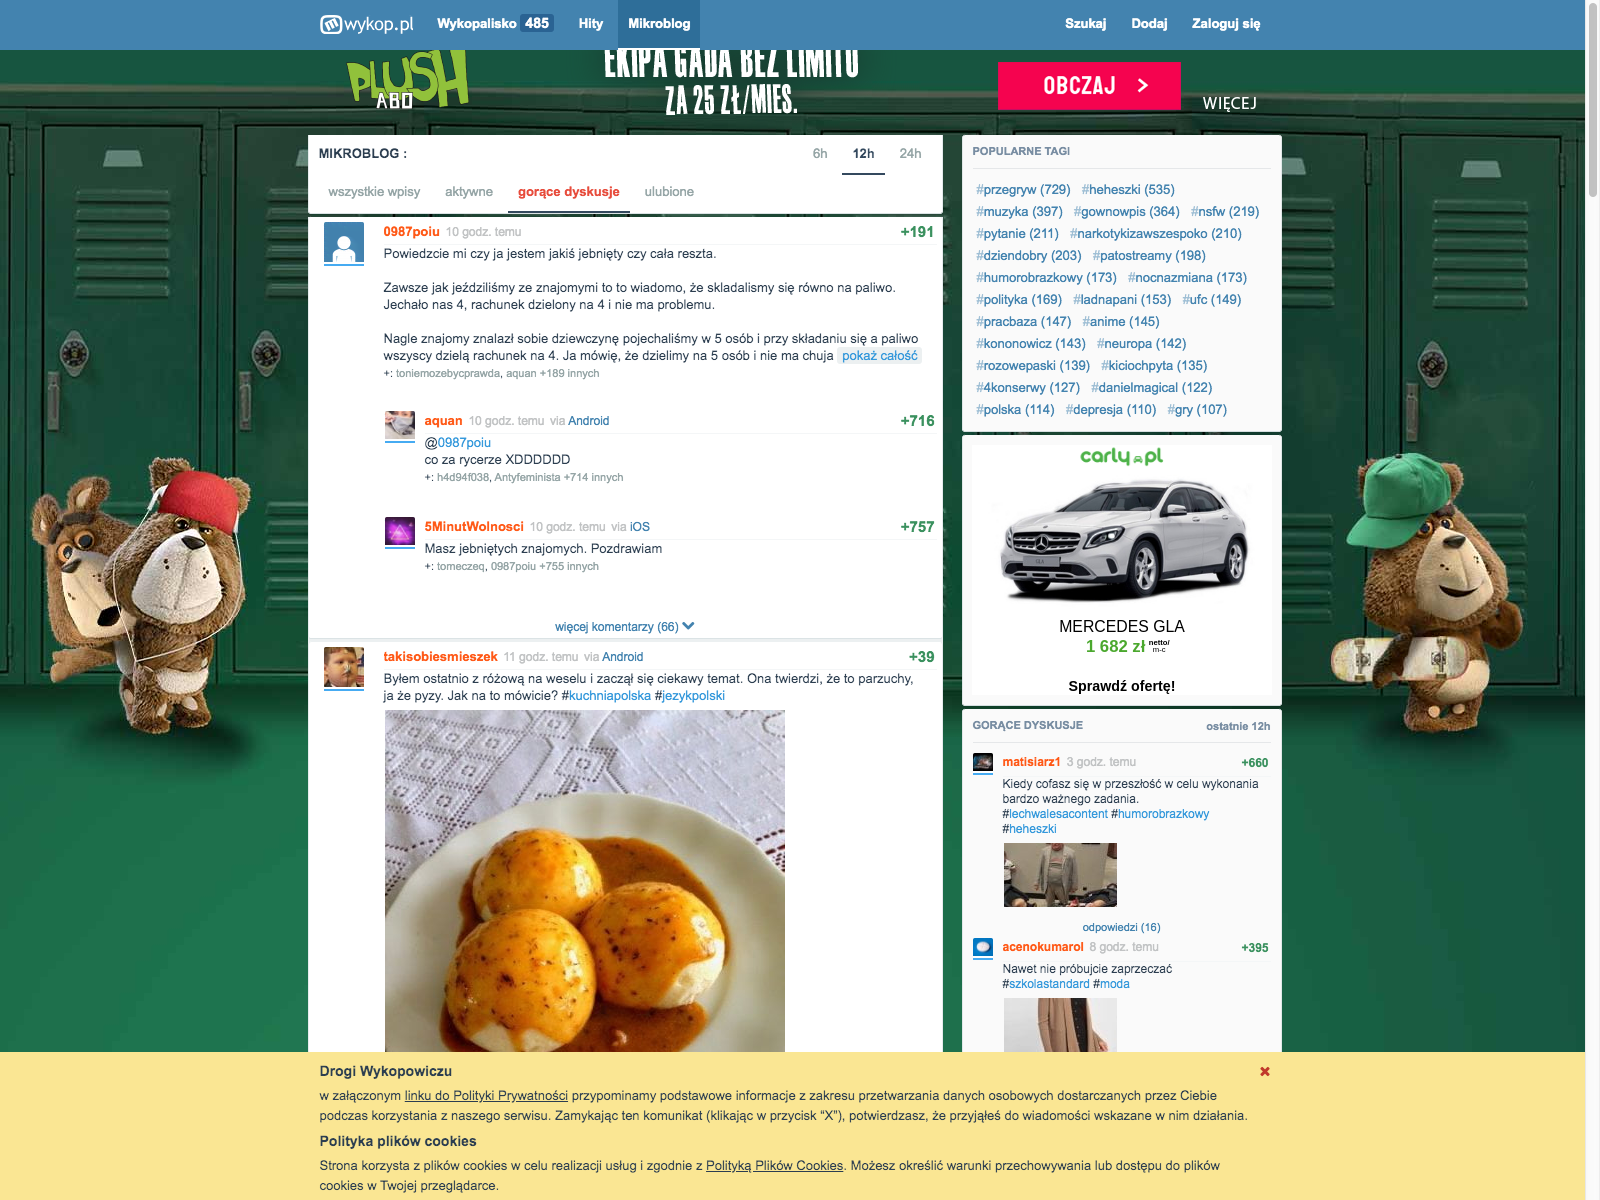 wykop.pl
Wykopalisko 485 Hity Mikroblog Szukaj Dodaj Zaloguj się
PLUSH
ABO
EKIPA GADA BEZ LIMITU
ZA 25 ZŁ/MIES.
OBCZAJ >
WIĘCEJ
MIKROBLOG : 6h 12h 24h
wszystkie wpisy aktywne gorące dyskusje ulubione
0987poiu 10 godz. temu +191
Powiedzcie mi czy ja jestem jakiś jebnięty czy cała reszta.
Zawsze jak jeździliśmy ze znajomymi to to wiadomo, że skladalismy się równo na paliwo.
Jechało nas 4, rachunek dzielony na 4 i nie ma problemu.
Nagle znajomy znalazł sobie dziewczynę pojechaliśmy w 5 osób i przy składaniu się a paliwo
wszyscy dzielą rachunek na 4. Ja mówię, że dzielimy na 5 osób i nie ma chuja pokaż całość
+: toniemozebycprawda, aquan +189 innych
aquan 10 godz. temu via Android +716
@0987poiu
co za rycerze XDDDDDD
+: h4d94f038, Antyfeminista +714 innych
5MinutWolnosci 10 godz. temu via iOS +757
Masz jebniętych znajomych. Pozdrawiam
+: tomeczeq, 0987poiu +755 innych
więcej komentarzy (66)
takisobiesmieszek 11 godz. temu via Android +39
Byłem ostatnio z różową na weselu i zaczął się ciekawy temat. Ona twierdzi, że to parzuchy,
ja że pyzy. Jak na to mówicie? #kuchniapolska #jezykpolski
POPULARNE TAGI
#przegryw (729) #heheszki (535)
#muzyka (397) #gownowpis (364) #nsfw (219)
#pytanie (211) #narkotykizawszespoko (210)
#dziendobry (203) #patostreamy (198)
#humorobrazkowy (173) #nocnazmiana (173)
#polityka (169) #ladnapani (153) #ufc (149)
#pracbaza (147) #anime (145)
#kononowicz (143) #neuropa (142)
#rozowepaski (139) #kiciochpyta (135)
#4konserwy (127) #danielmagical (122)
#polska (114) #depresja (110) #gry (107)
carly.pl
MERCEDES GLA
1 682 zł netto/
m-c
Sprawdź ofertę!
GORĄCE DYSKUSJE ostatnie 12h
matisiarz1 3 godz. temu +660
Kiedy cofasz się w przeszłość w celu wykonania
bardzo ważnego zadania.
#lechwalesacontent #humorobrazkowy
#heheszki
odpowiedzi (16)
acenokumarol 8 godz. temu +395
Nawet nie próbujcie zaprzeczać
#szkolastandard #moda
Drogi Wykopowiczu
w załączonym linku do Polityki Prywatności przypominamy podstawowe informacje z zakresu przetwarzania danych osobowych dostarczanych przez Ciebie
podczas korzystania z naszego serwisu. Zamykając ten komunikat (klikając w przycisk “X”), potwierdzasz, że przyjąłeś do wiadomości wskazane w nim działania.
Polityka plików cookies
Strona korzysta z plików cookies w celu realizacji usług i zgodnie z Polityką Plików Cookies. Możesz określić warunki przechowywania lub dostępu do plików
cookies w Twojej przeglądarce.